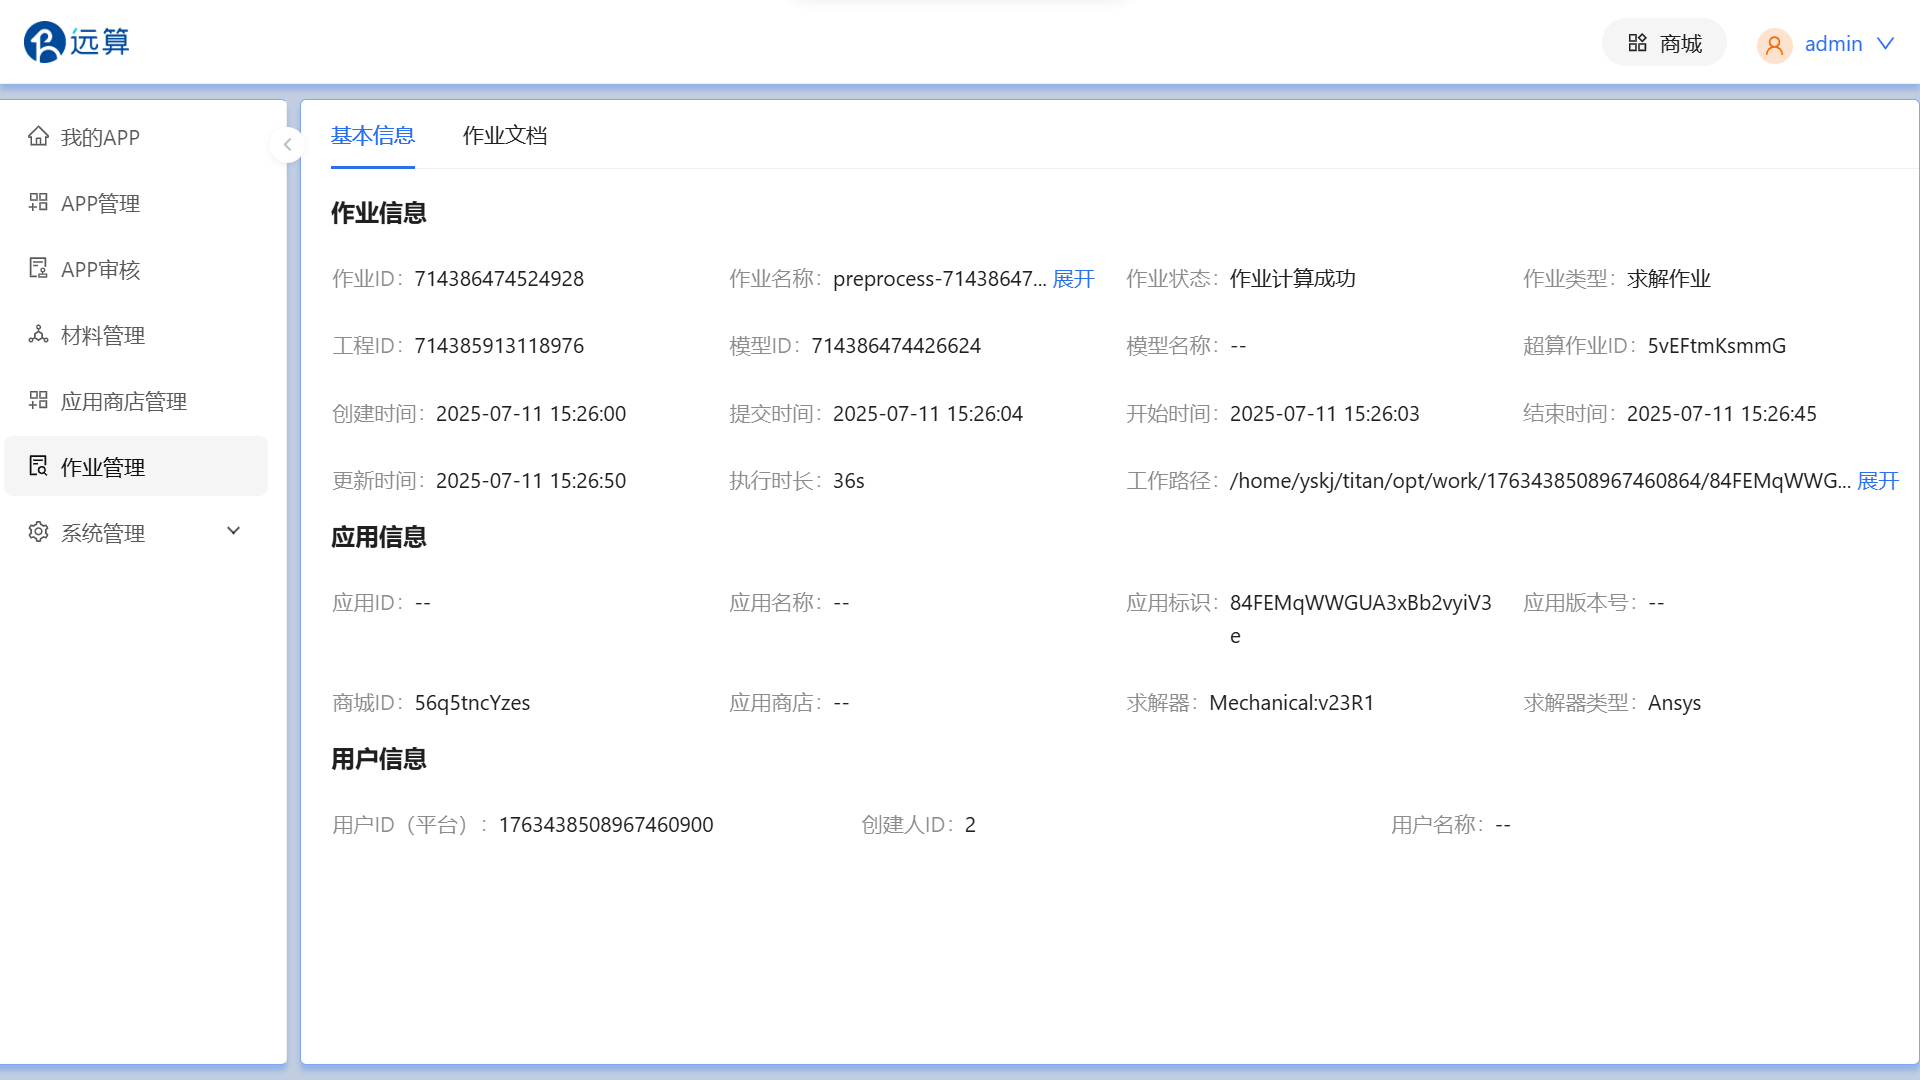 远算
商城
admin
我的APP
APP管理
APP审核
材料管理
应用商店管理
作业管理
系统管理
基本信息 作业文档
作业信息
作业ID：714386474524928 作业名称：preprocess-71438647... 展开 作业状态：作业计算成功 作业类型：求解作业
工程ID：714385913118976 模型ID：714386474426624 模型名称：-- 超算作业ID：5vEFtmKsmmG
创建时间：2025-07-11 15:26:00 提交时间：2025-07-11 15:26:04 开始时间：2025-07-11 15:26:03 结束时间：2025-07-11 15:26:45
更新时间：2025-07-11 15:26:50 执行时长：36s 工作路径：/home/yskj/titan/opt/work/1763438508967460864/84FEMqWWG... 展开
应用信息
应用ID：-- 应用名称：-- 应用标识：84FEMqWWGUA3xBb2vyiV3 应用版本号：--
e
商城ID：56q5tncYzes 应用商店：-- 求解器：Mechanical:v23R1 求解器类型：Ansys
用户信息
用户ID（平台）：1763438508967460900 创建人ID：2 用户名称：--